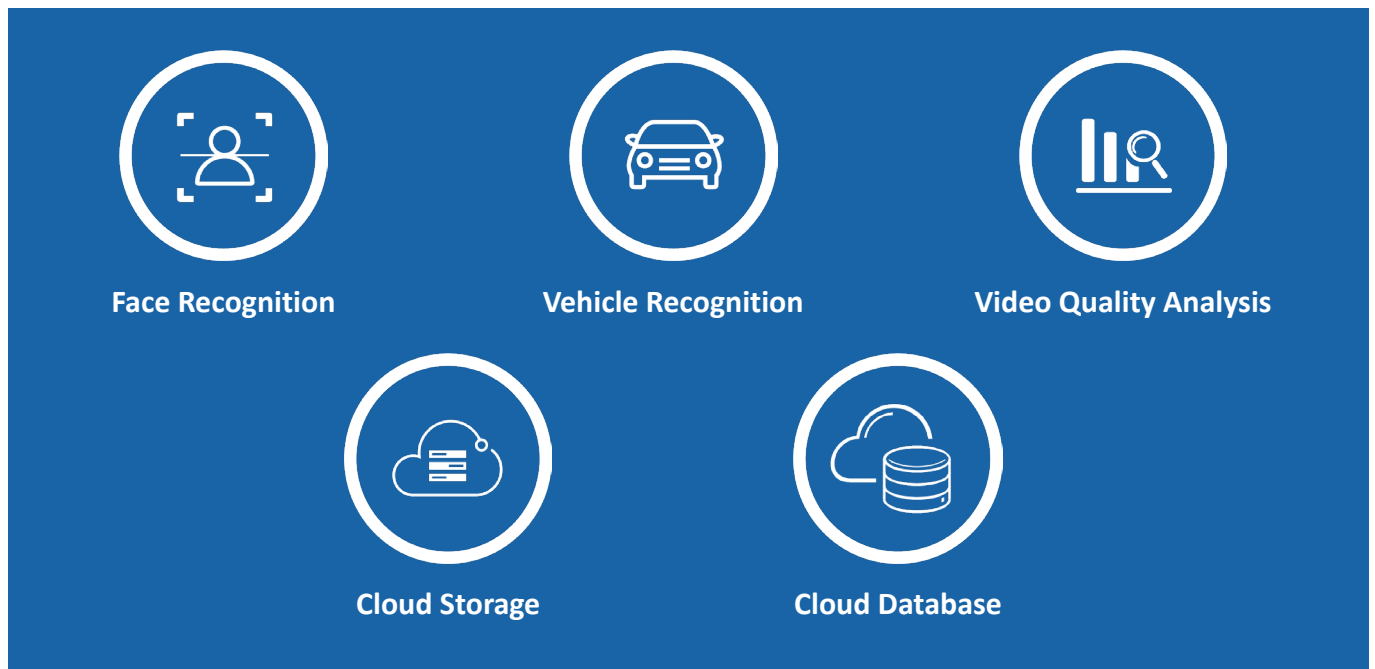 Face Recognition
Vehicle Recognition
Video Quality Analysis
Cloud Storage
Cloud Database